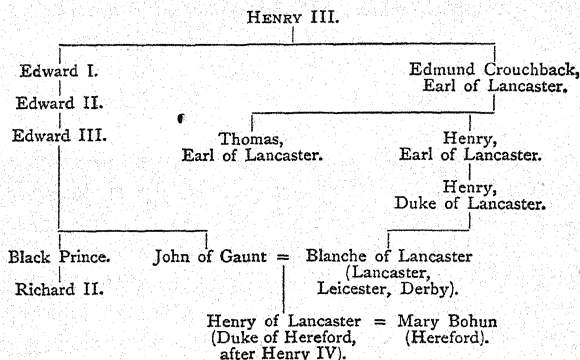 HENRY III.
Edward I.
Edmund Crouchback,
Earl of Lancaster.
Edward II.
Edward III.
Thomas,
Earl of Lancaster.
Henry,
Earl of Lancaster.
Henry,
Duke of Lancaster.
Black Prince.
John of Gaunt = Blanche of Lancaster
(Lancaster,
Leicester, Derby).
Richard II.
Henry of Lancaster = Mary Bohun
(Duke of Hereford, (Hereford).
after Henry IV).